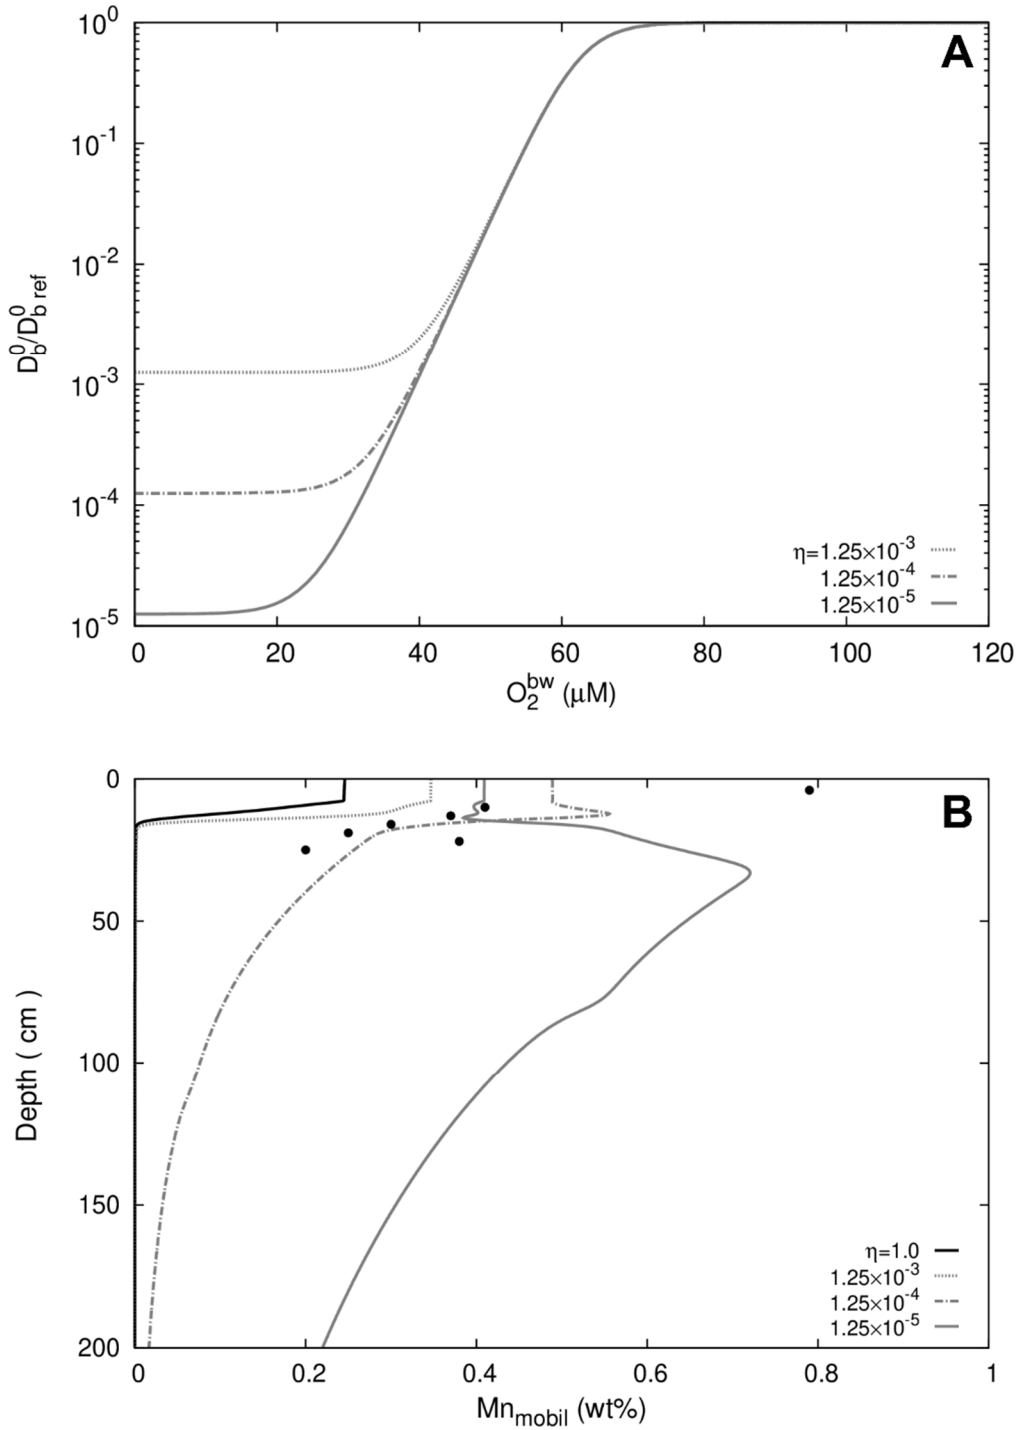 10^0
A
10^-1
10^-2
10^-3
10^-4
10^-5
D_b^0/D_b ref^0
η=1.25×10^-3
1.25×10^-4
1.25×10^-5
0 20 40 60 80 100 120
O_2^bw (μM)
0
B
50
100
150
200
Depth ( cm )
η=1.0
1.25×10^-3
1.25×10^-4
1.25×10^-5
0 0.2 0.4 0.6 0.8 1
Mn_mobil (wt%)